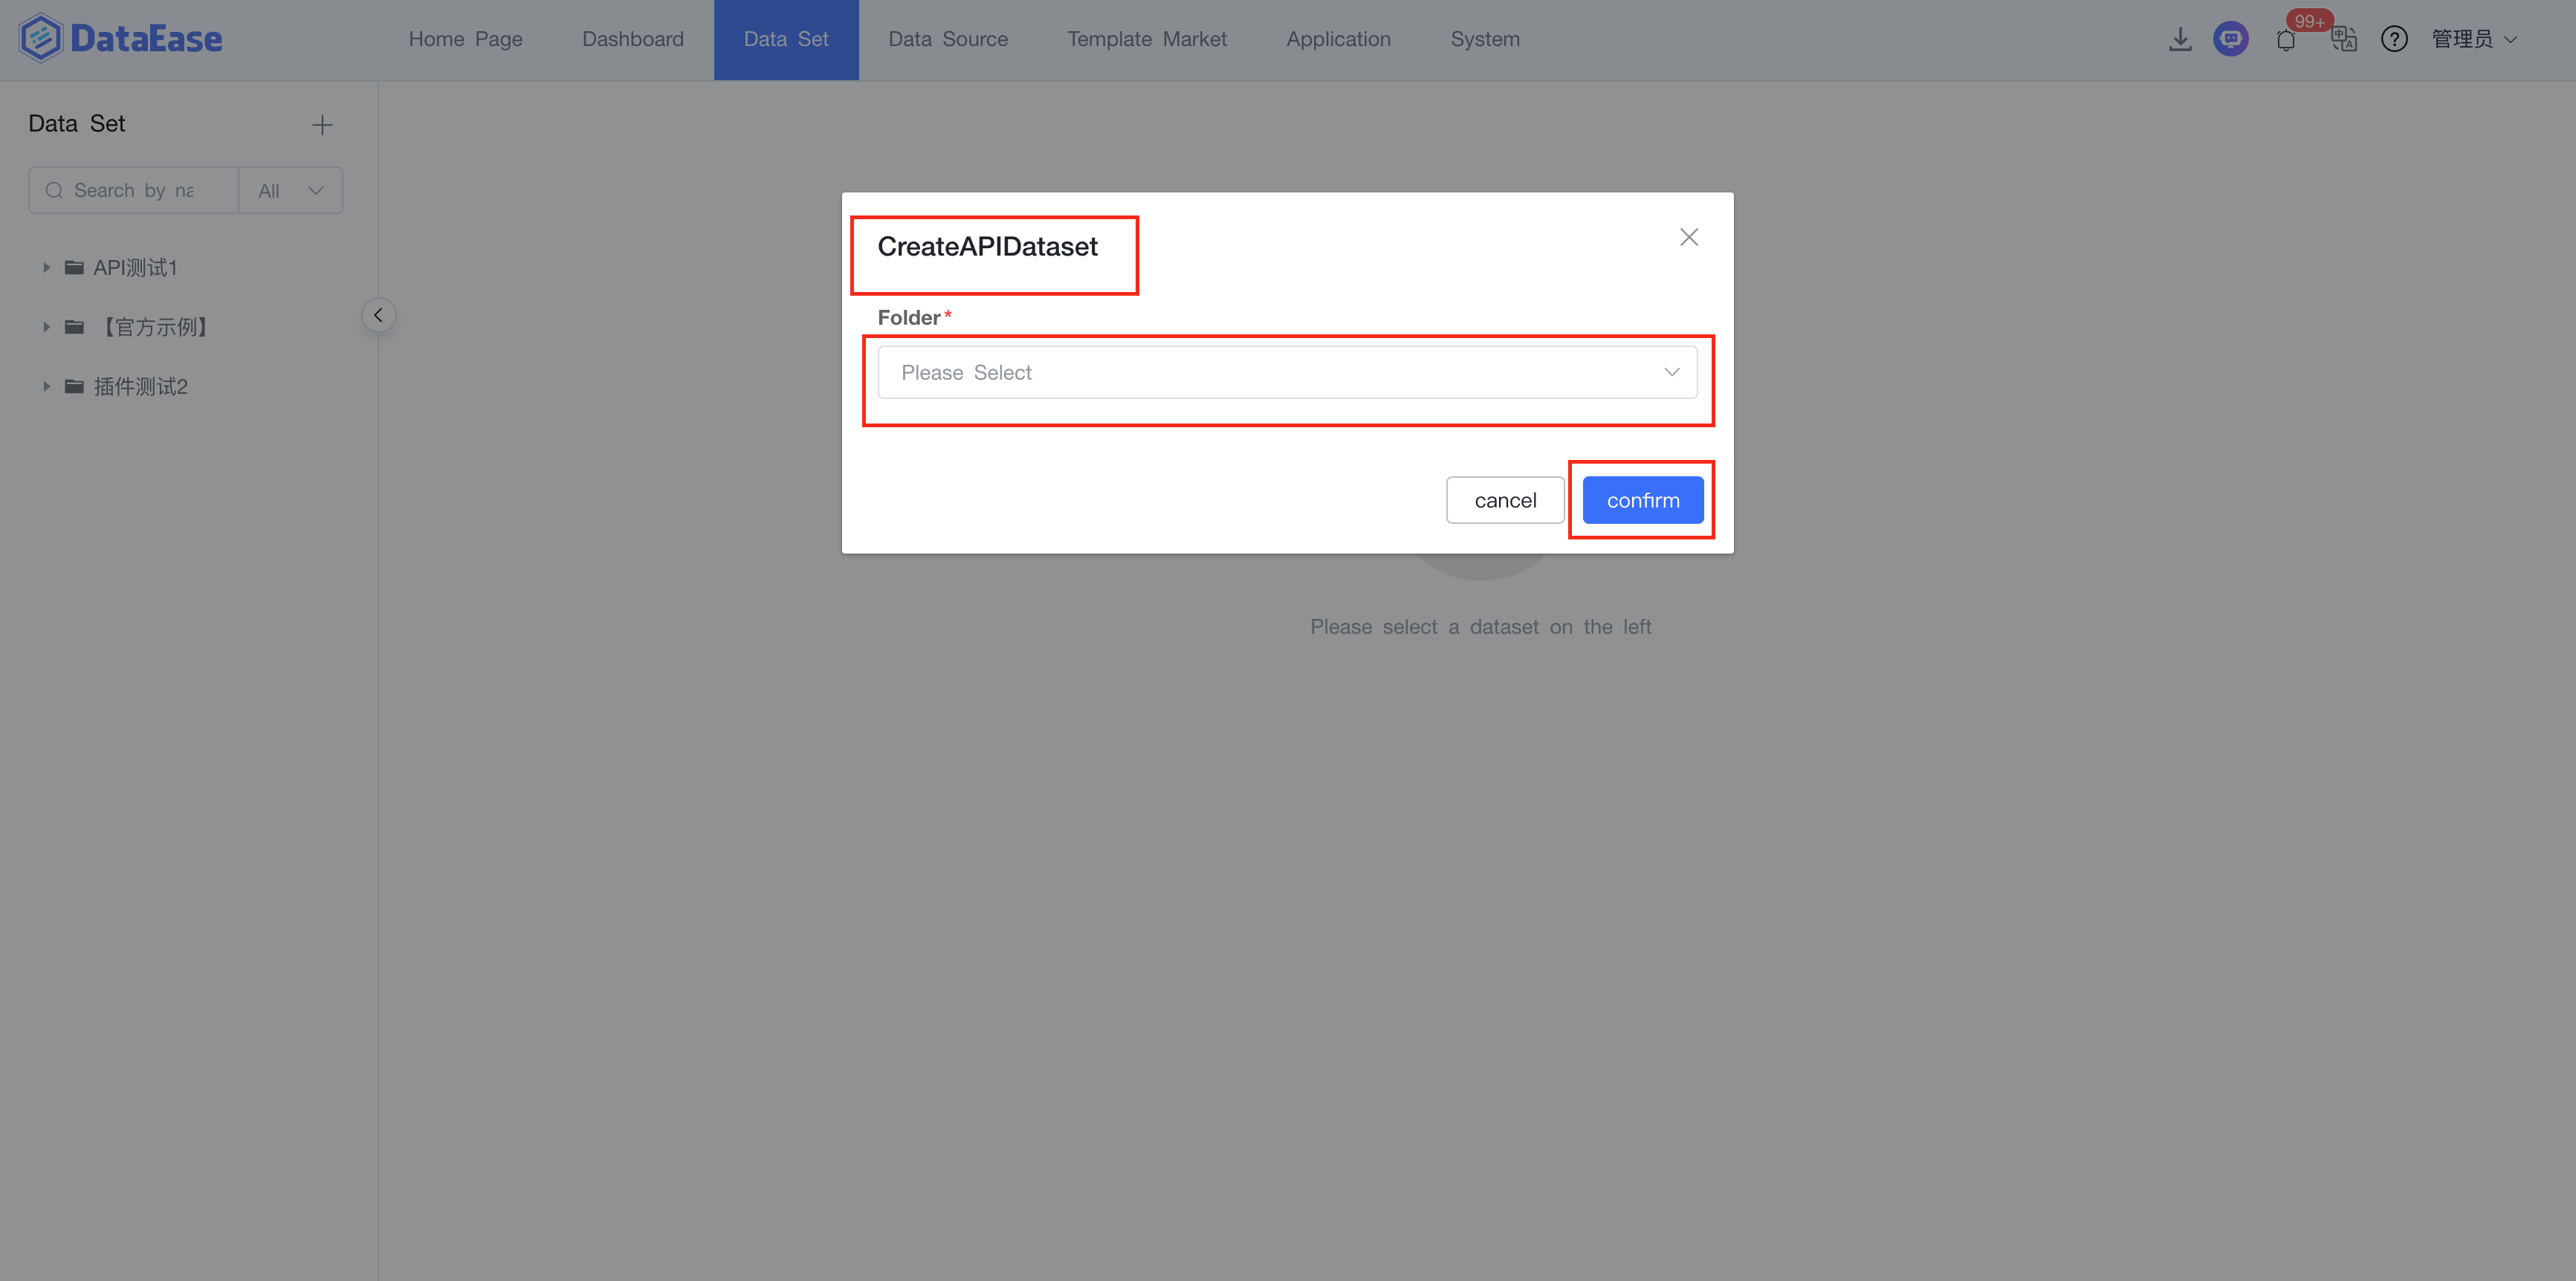 DataEase
Home Page
Dashboard
Data Set
Data Source
Template Market
Application
System
99+
管理员
Data Set
Search by na
All
API测试1
【官方示例】
插件测试2
CreateAPIDataset
Folder*
Please Select
cancel
confirm
Please select a dataset on the left